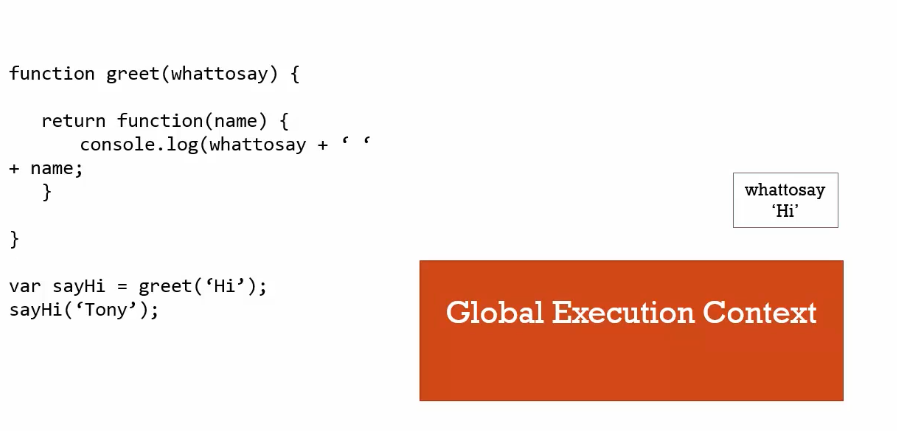 function greet(whattosay) {
return function(name) {
console.log(whattosay + ‘ ‘
+ name;
}
}
var sayHi = greet(‘Hi’);
sayHi(‘Tony’);
whattosay
‘Hi’
Global Execution Context